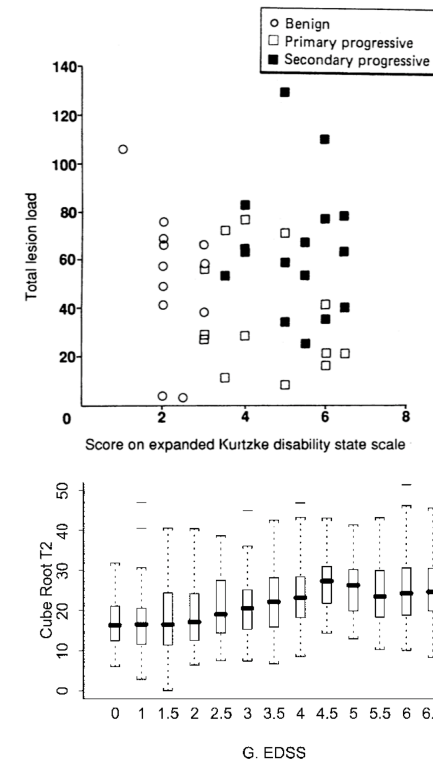 Benign
Primary progressive
Secondary progressive
140
120
100
80
60
40
20
0
2
4
6
8
Total lesion load
Score on expanded Kurtzke disability state scale
50
40
30
20
10
0
Cube Root T2
0 1 1.5 2 2.5 3 3.5 4 4.5 5 5.5 6 6.
G. EDSS